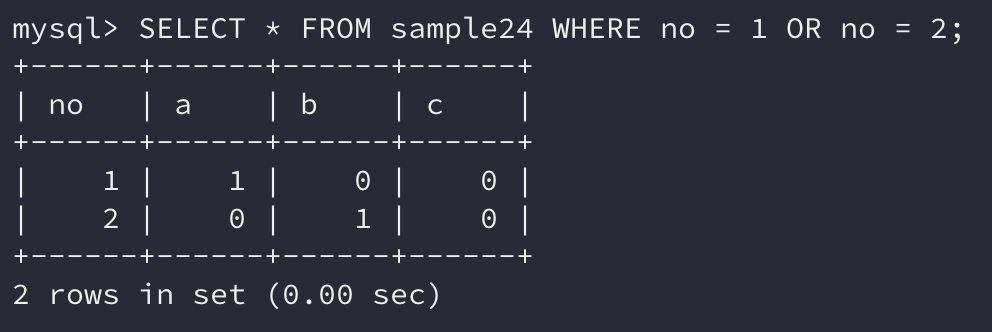 mysql> SELECT * FROM sample24 WHERE no = 1 OR no = 2;
+------+------+------+------+
| no   | a    | b    | c    |
+------+------+------+------+
|    1 |    1 |    0 |    0 |
|    2 |    0 |    1 |    0 |
+------+------+------+------+
2 rows in set (0.00 sec)